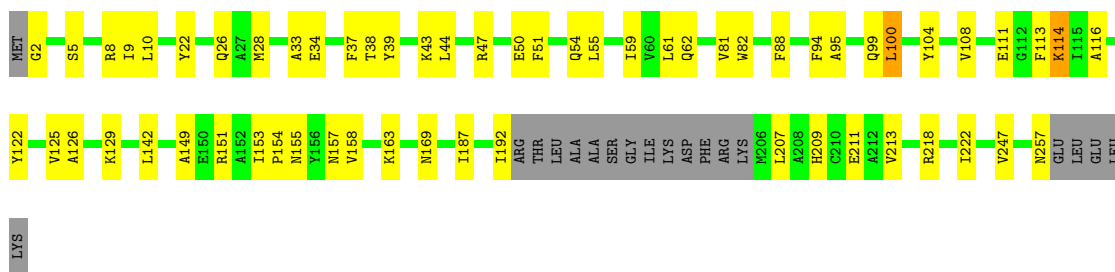 MET G2 S5 R8 I9 L10 Y22 Q26 A27 M28 A33 E34 F37 T38 Y39 K43 L44 R47 E50 F51 Q54 L55 I59 V60 L61 Q62 V81 W82 F88 F94 A95 Q99 L100 Y104 V108 E111 G112 F113 K114 I115 A116
Y122 V125 A126 K129 L142 A149 E150 R151 A152 I153 P154 N155 Y156 N157 V158 K163 N169 I187 I192 ARG THR LEU ALA ALA SER GLY ILE LYS ASP PHE ARG LYS M206 L207 A208 H209 C210 E211 A212 V213 R218 I222 V247 N257 GLU LEU GLU LEU
LYS